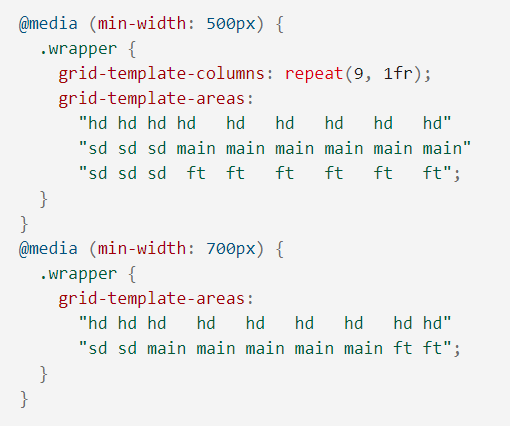 @media (min-width: 500px) {
  .wrapper {
    grid-template-columns: repeat(9, 1fr);
    grid-template-areas:
      "hd hd hd hd   hd   hd   hd   hd   hd"
      "sd sd sd main main main main main main"
      "sd sd sd  ft  ft   ft   ft   ft   ft";
  }
}
@media (min-width: 700px) {
  .wrapper {
    grid-template-areas:
      "hd hd hd   hd   hd   hd   hd   hd hd"
      "sd sd main main main main main ft ft";
  }
}